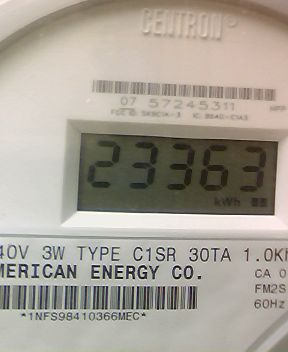 CENTRON
07 57245311
23363
kWh
40V 3W TYPE C1SR 30TA 1.0Kh
MERICAN ENERGY CO.
CA 0
FM2S
60Hz
*1NFS98410366MEC*